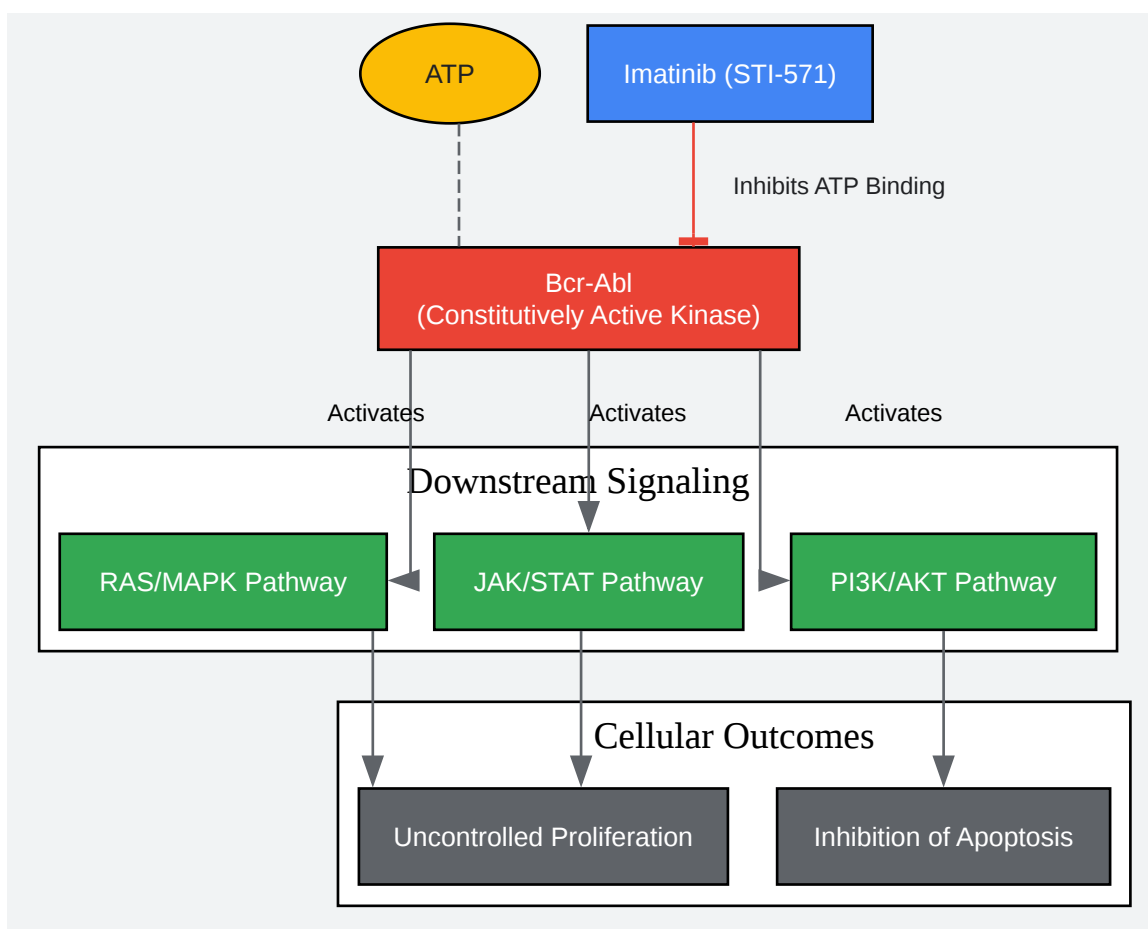 ATP
Imatinib (STI-571)
Inhibits ATP Binding
Bcr-Abl
(Constitutively Active Kinase)
Activates
Activates
Activates
Downstream Signaling
RAS/MAPK Pathway
JAK/STAT Pathway
PI3K/AKT Pathway
Cellular Outcomes
Uncontrolled Proliferation
Inhibition of Apoptosis